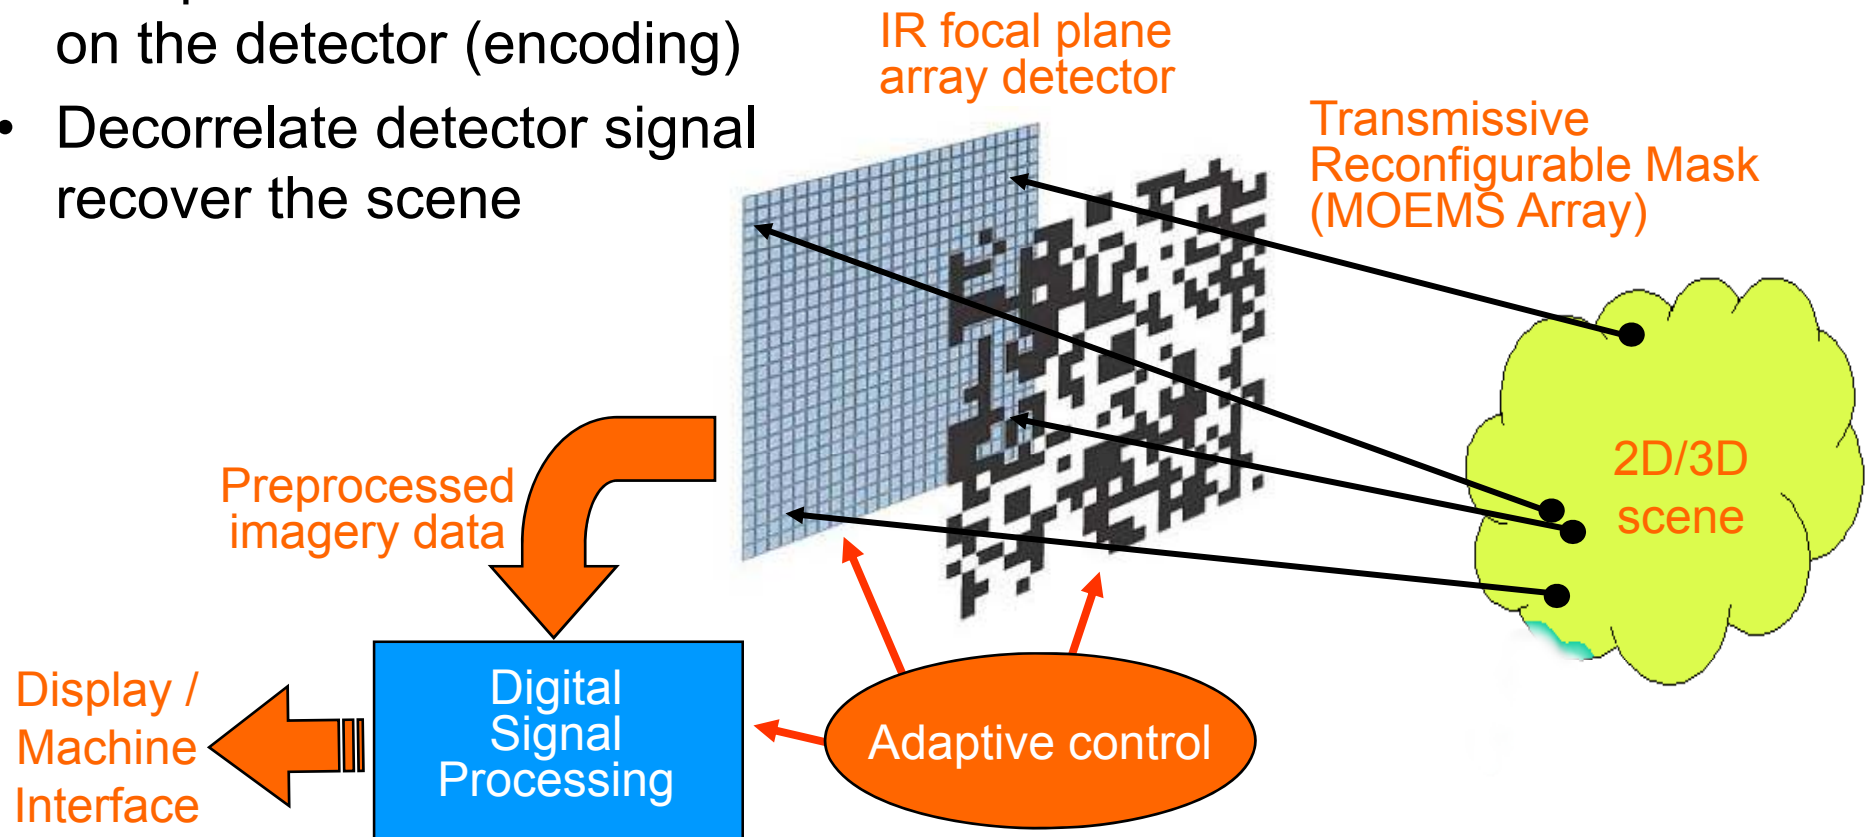 on the detector (encoding)
• Decorrelate detector signal
recover the scene
IR focal plane
array detector
Transmissive
Reconfigurable Mask
(MOEMS Array)
2D/3D
scene
Preprocessed
imagery data
Digital
Signal
Processing
Adaptive control
Display /
Machine
Interface